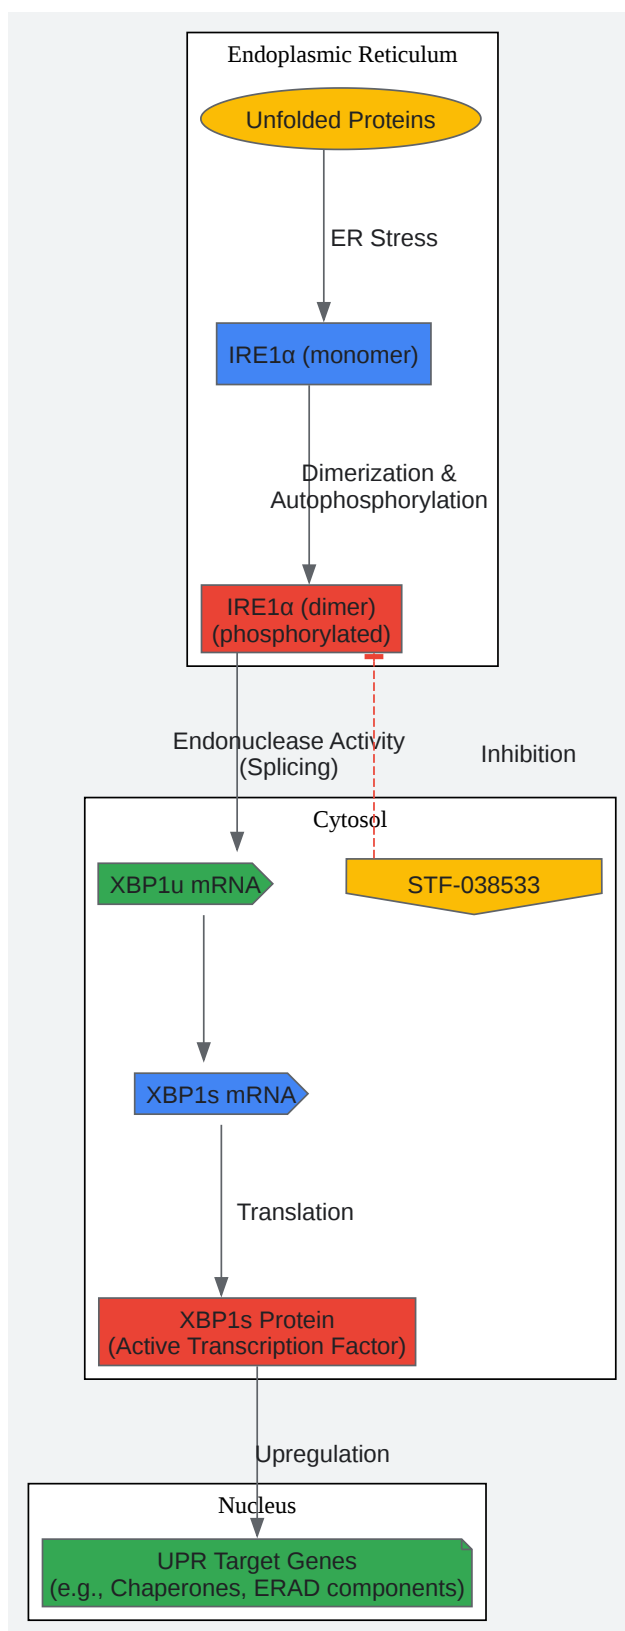 Endoplasmic Reticulum
Unfolded Proteins
ER Stress
IRE1α (monomer)
Dimerization &
Autophosphorylation
IRE1α (dimer)
(phosphorylated)
Endonuclease Activity
(Splicing)
Inhibition
Cytosol
XBP1u mRNA
STF-038533
XBP1s mRNA
Translation
XBP1s Protein
(Active Transcription Factor)
Upregulation
Nucleus
UPR Target Genes
(e.g., Chaperones, ERAD components)